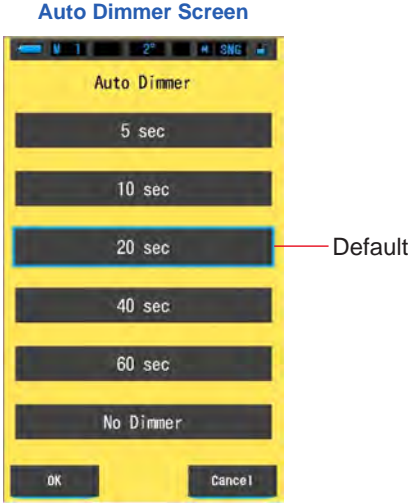 Auto Dimmer Screen
M 1 2° M SNG
Auto Dimmer
5 sec
10 sec
20 sec
Default
40 sec
60 sec
No Dimmer
OK Cancel